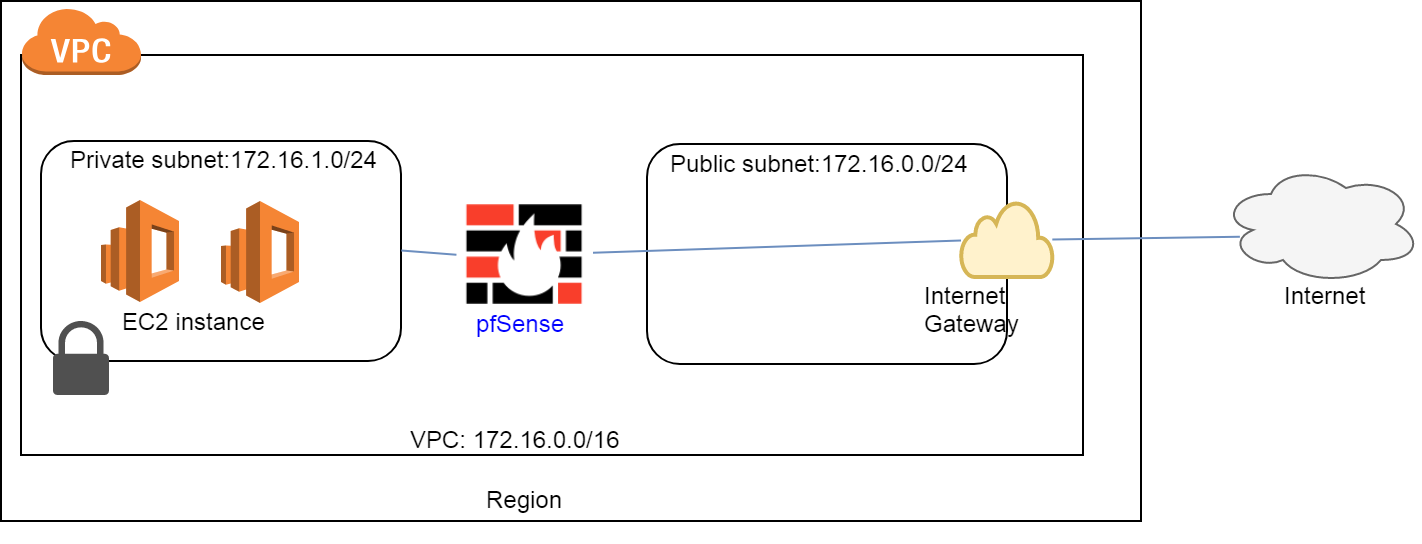 VPC
Private subnet:172.16.1.0/24
Public subnet:172.16.0.0/24
EC2 instance
pfSense
Internet
Gateway
Internet
VPC: 172.16.0.0/16
Region